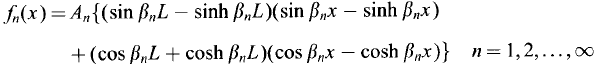 fₙ(x) = Aₙ{(sin βₙL − sinh βₙL)(sin βₙx − sinh βₙx)
+ (cos βₙL + cosh βₙL)(cos βₙx − cosh βₙx)}    n = 1, 2, . . . , ∞